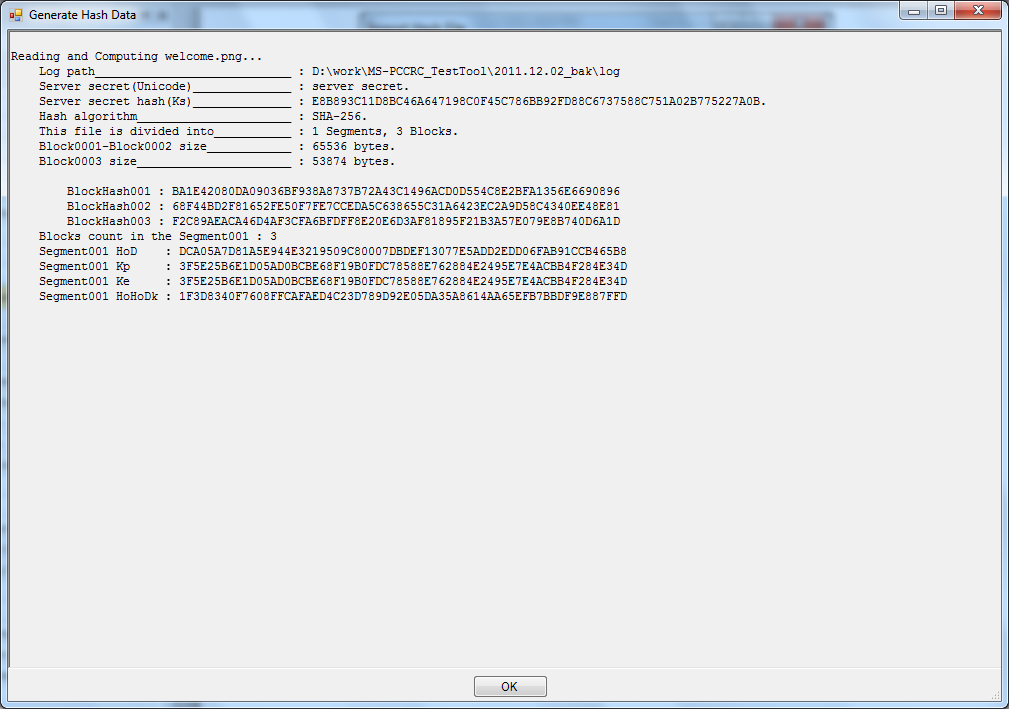 Generate Hash Data
Reading and Computing welcome.png...
Log path____________________________ : D:\work\MS-PCCRC_TestTool\2011.12.02_bak\log
Server secret(Unicode)______________ : server secret.
Server secret hash(Ks)______________ : E8B893C11D8BC46A647198C0F45C786BB92FD88C6737588C751A02B775227A0B.
Hash algorithm______________________ : SHA-256.
This file is divided into___________ : 1 Segments, 3 Blocks.
Block0001-Block0002 size____________ : 65536 bytes.
Block0003 size______________________ : 53874 bytes.
BlockHash001 : BA1E42080DA09036BF938A8737B72A43C1496ACD0D554C8E2BFA1356E6690896
BlockHash002 : 68F44BD2F81652FE50F7FE7CCEDA5C638655C31A6423EC2A9D58C4340EE48E81
BlockHash003 : F2C89AEACA46D4AF3CFA6BFDFF8E20E6D3AF81895F21B3A57E079E8B740D6A1D
Blocks count in the Segment001 : 3
Segment001 HoD    : DCA05A7D81A5E944E3219509C80007DBDEF13077E5ADD2EDD06FAB91CCB465B8
Segment001 Kp     : 3F5E25B6E1D05AD0BCBE68F19B0FDC78588E762884E2495E7E4ACBB4F284E34D
Segment001 Ke     : 3F5E25B6E1D05AD0BCBE68F19B0FDC78588E762884E2495E7E4ACBB4F284E34D
Segment001 HoHoDk : 1F3D8340F7608FFCAFAED4C23D789D92E05DA35A8614AA65EFB7BBDF9E887FFD
OK